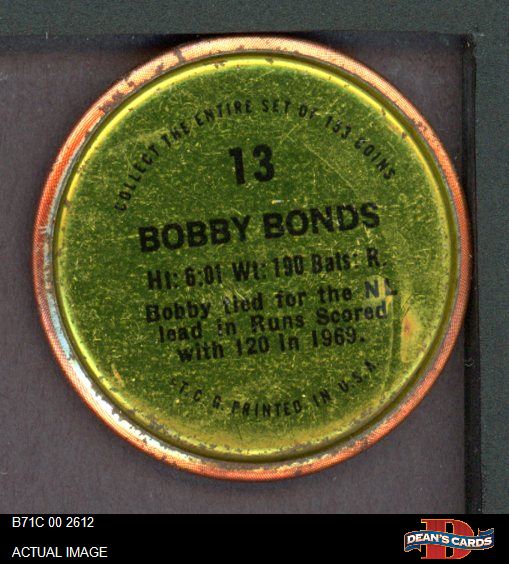 COLLECT THE ENTIRE SET OF 153 COINS
13
BOBBY BONDS
Ht: 6:01 Wt: 190 Bats: R.
Bobby tied for the NL
lead in Runs Scored
with 120 in 1969.
T.C.G. PRINTED IN U.S.A.
B71C 00 2612
ACTUAL IMAGE
D
DEAN'S CARDS